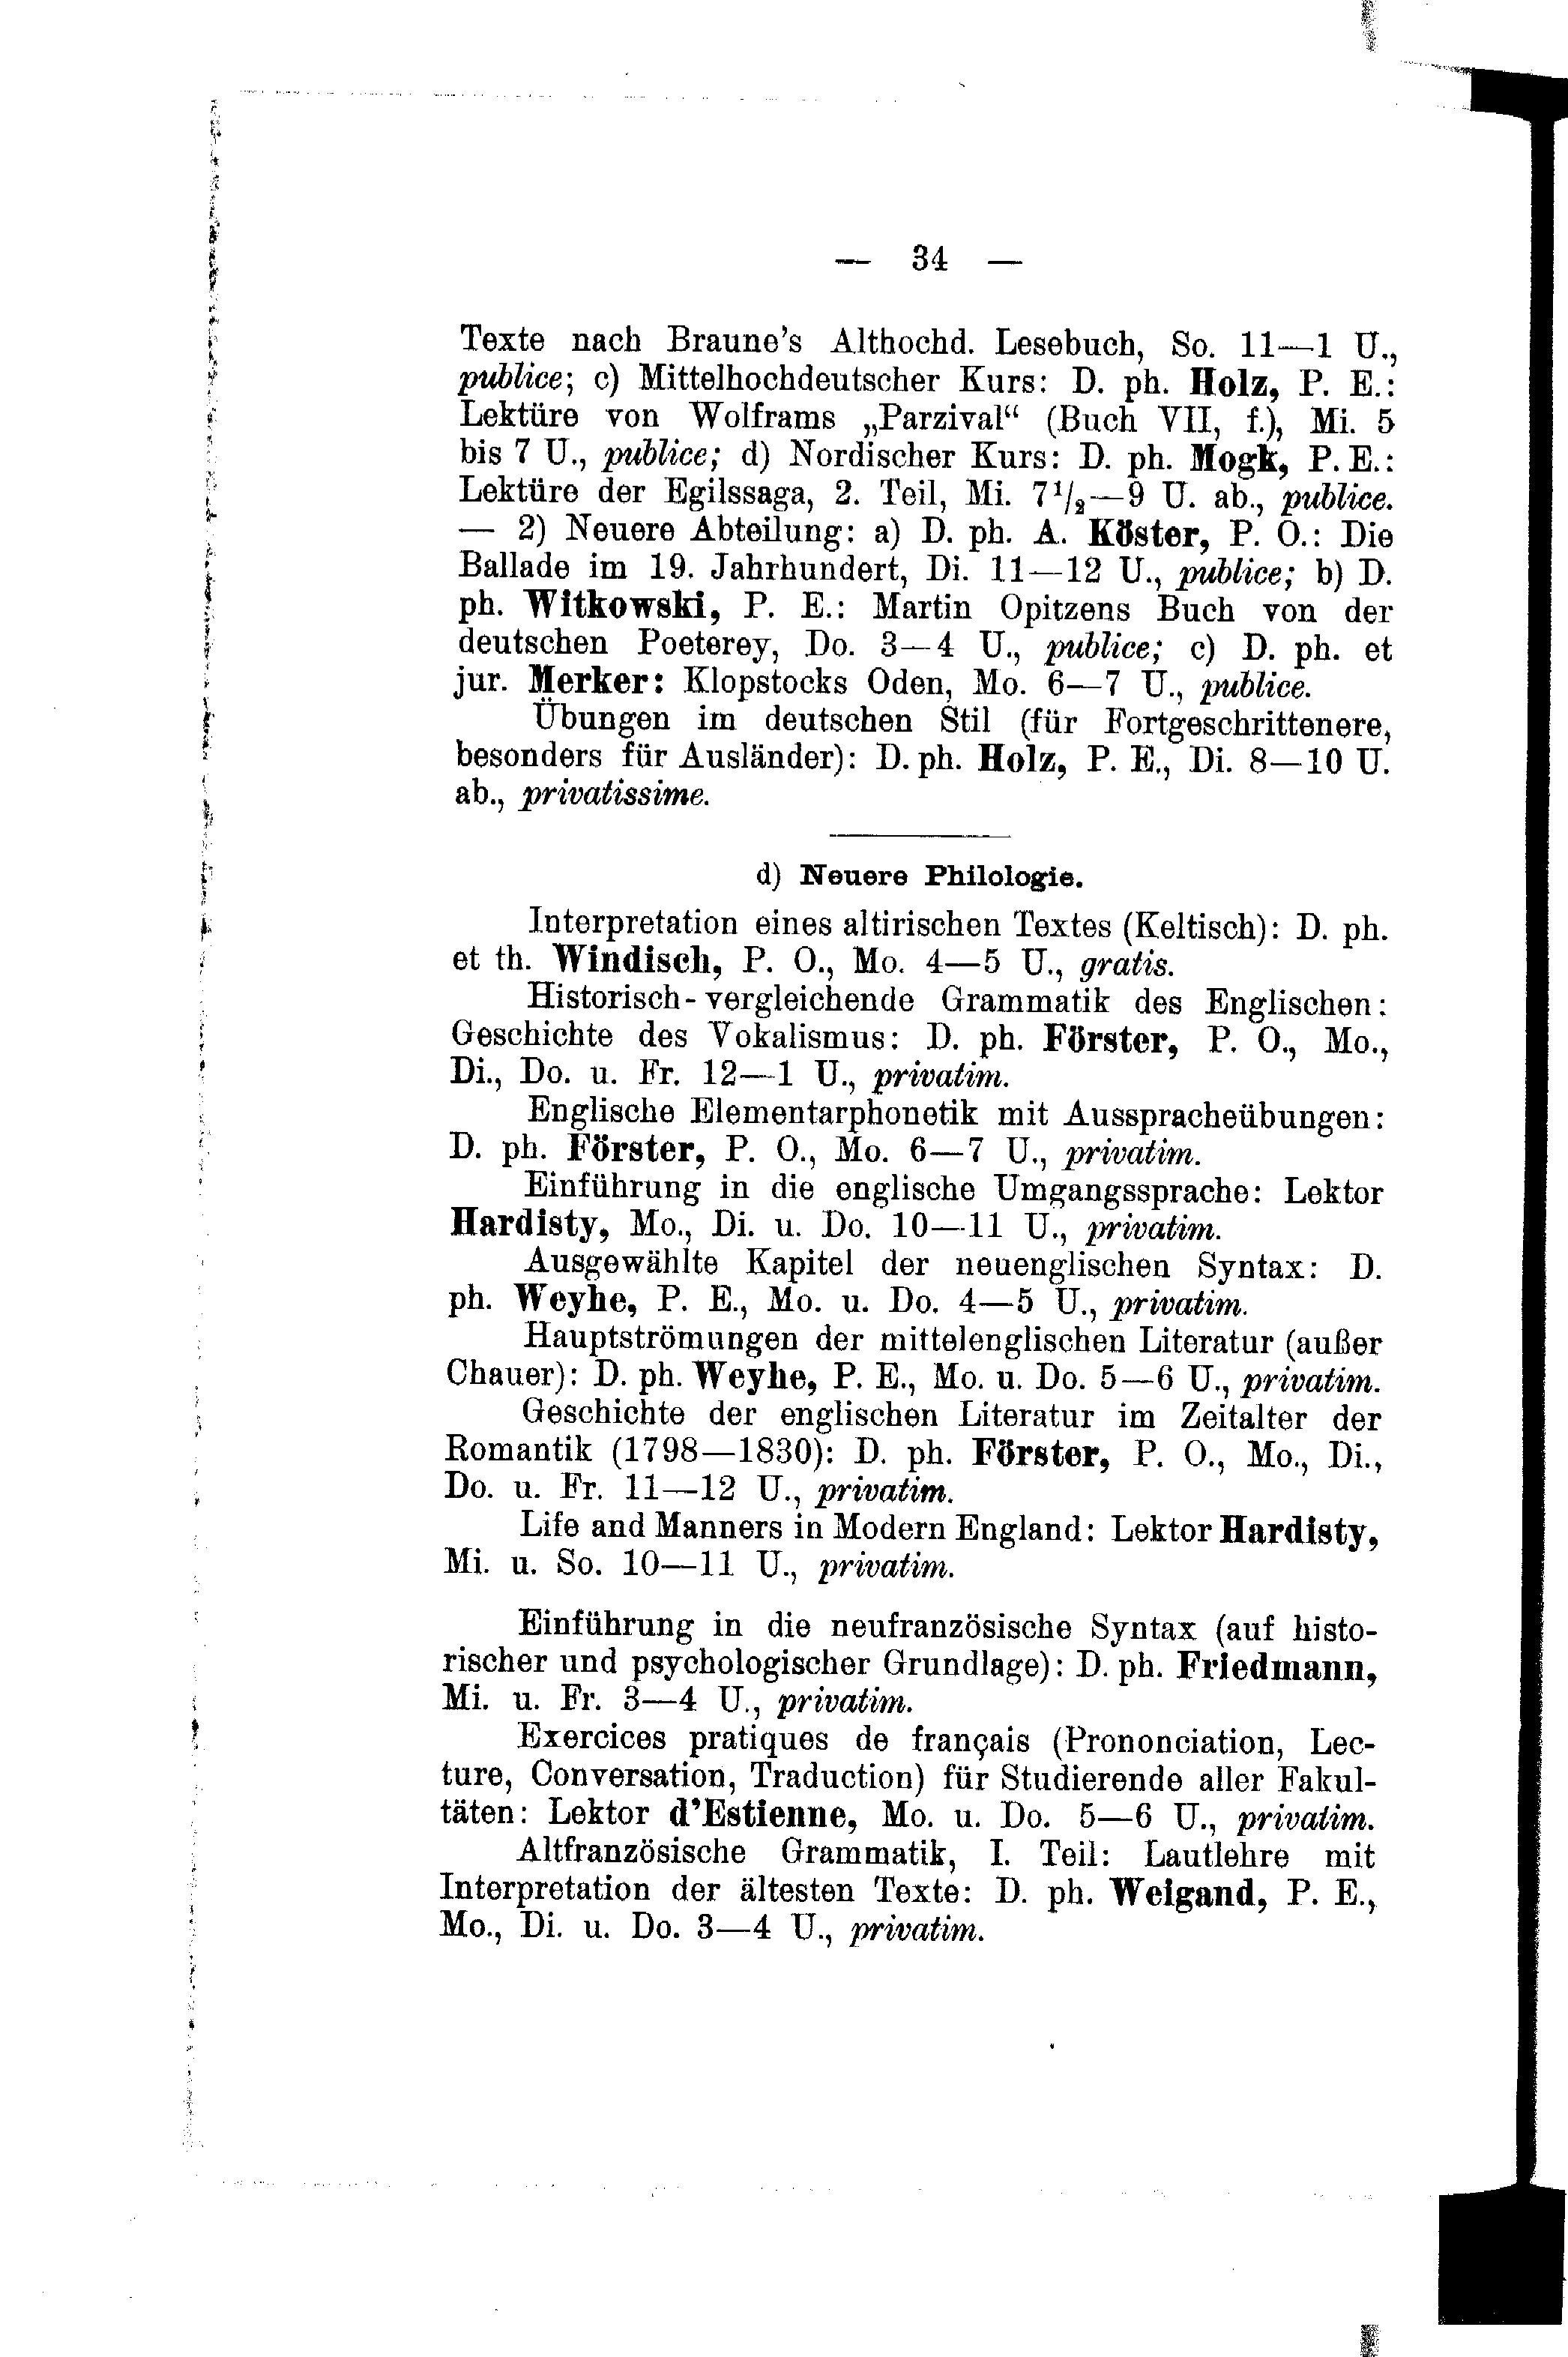 — 34 —
Texte nach Braune's Althochd. Lesebuch, So. 11—1 U.,
publice; c) Mittelhochdeutscher Kurs: D. ph. Holz, P. E.:
Lektüre von Wolframs „Parzival“ (Buch VII, f.), Mi. 5
bis 7 U., publice; d) Nordischer Kurs: D. ph. Mogk, P. E.:
Lektüre der Egilssaga, 2. Teil, Mi. 7 1/2—9 U. ab., publice.
— 2) Neuere Abteilung: a) D. ph. A. Köster, P. O.: Die
Ballade im 19. Jahrhundert, Di. 11—12 U., publice; b) D.
ph. Witkowski, P. E.: Martin Opitzens Buch von der
deutschen Poeterey, Do. 3—4 U., publice; c) D. ph. et
jur. Merker: Klopstocks Oden, Mo. 6—7 U., publice.
Übungen im deutschen Stil (für Fortgeschrittenere,
besonders für Ausländer): D. ph. Holz, P. E., Di. 8—10 U.
ab., privatissime.
d) Neuere Philologie.
Interpretation eines altirischen Textes (Keltisch): D. ph.
et th. Windisch, P. O., Mo. 4—5 U., gratis.
Historisch-vergleichende Grammatik des Englischen:
Geschichte des Vokalismus: D. ph. Förster, P. O., Mo.,
Di., Do. u. Fr. 12—1 U., privatim.
Englische Elementarphonetik mit Ausspracheübungen:
D. ph. Förster, P. O., Mo. 6—7 U., privatim.
Einführung in die englische Umgangssprache: Lektor
Hardisty, Mo., Di. u. Do. 10—11 U., privatim.
Ausgewählte Kapitel der neuenglischen Syntax: D.
ph. Weyhe, P. E., Mo. u. Do. 4—5 U., privatim.
Hauptströmungen der mittelenglischen Literatur (außer
Chauer): D. ph. Weyhe, P. E., Mo. u. Do. 5—6 U., privatim.
Geschichte der englischen Literatur im Zeitalter der
Romantik (1798—1830): D. ph. Förster, P. O., Mo., Di.,
Do. u. Fr. 11—12 U., privatim.
Life and Manners in Modern England: Lektor Hardisty,
Mi. u. So. 10—11 U., privatim.
Einführung in die neufranzösische Syntax (auf histo-
rischer und psychologischer Grundlage): D. ph. Friedmann,
Mi. u. Fr. 3—4 U., privatim.
Exercices pratiques de français (Prononciation, Lec-
ture, Conversation, Traduction) für Studierende aller Fakul-
täten: Lektor d'Estienne, Mo. u. Do. 5—6 U., privatim.
Altfranzösische Grammatik, I. Teil: Lautlehre mit
Interpretation der ältesten Texte: D. ph. Weigand, P. E.,
Mo., Di. u. Do. 3—4 U., privatim.